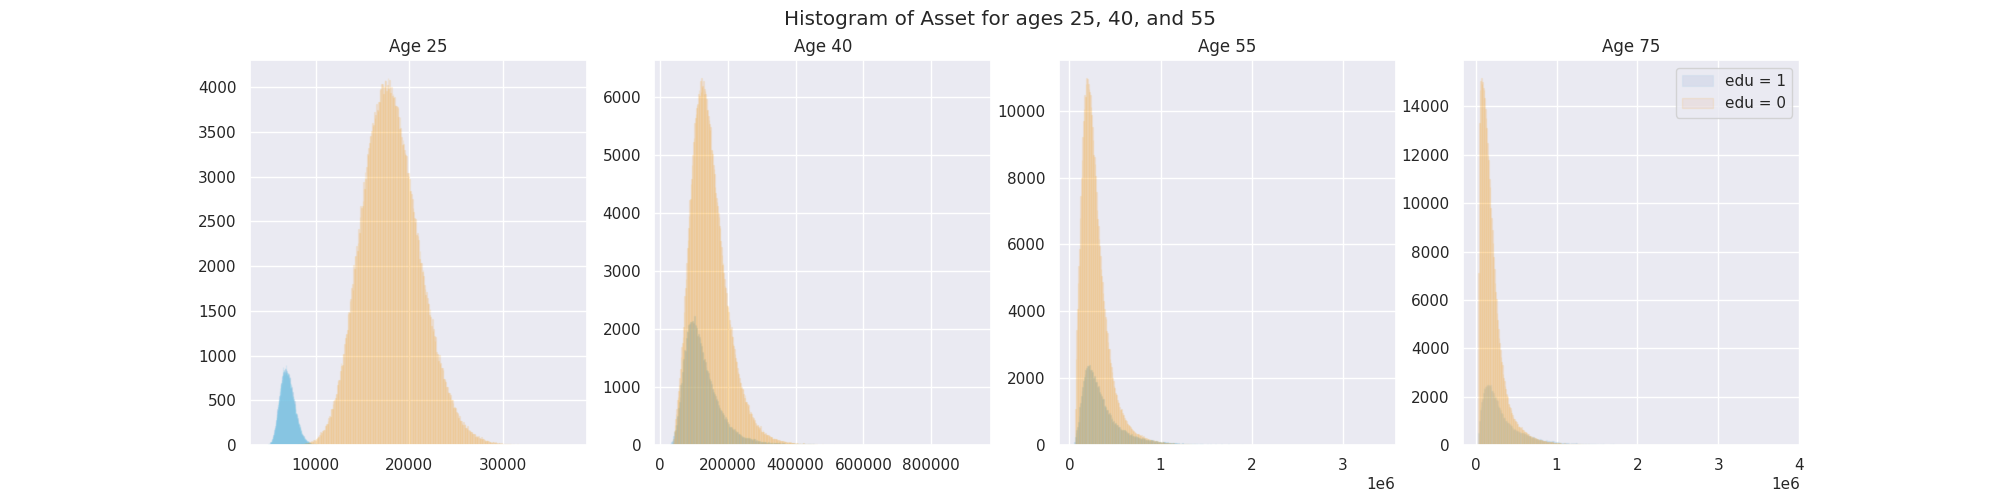 Histogram of Asset for ages 25, 40, and 55
Age 25
4000
3500
3000
2500
2000
1500
1000
500
0
10000 20000 30000
Age 40
6000
5000
4000
3000
2000
1000
0
0 200000 400000 600000 800000
Age 55
10000
8000
6000
4000
2000
0
0 1 2 3
1e6
Age 75
edu = 1
edu = 0
14000
12000
10000
8000
6000
4000
2000
0
0 1 2 3 4
1e6